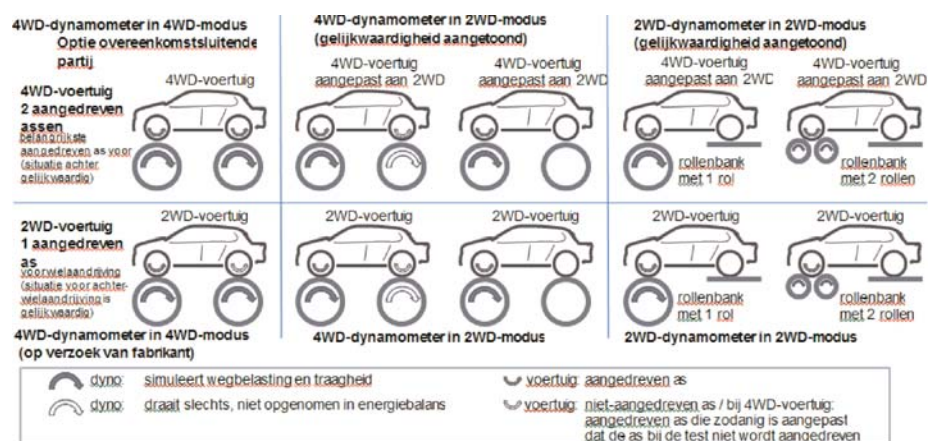 4WD-dynamometer in 4WD-modus
Optie overeenkomstsluitende
partij
4WD-dynamometer in 2WD-modus
(gelijkwaardigheid aangetoond)
2WD-dynamometer in 2WD-modus
(gelijkwaardigheid aangetoond)
4WD-voertuig
2 aangedreven
assen
belangrijkste
aangedreven as voor
(situatie achter
gelijkwaardig)
4WD-voertuig
4WD-voertuig
aangepast aan 2WD
4WD-voertuig
aangepast aan 2WD
4WD-voertuig
aangepast aan 2WD
4WD-voertuig
aangepast aan 2WD
rollenbank
met 1 rol
rollenbank
met 2 rollen
2WD-voertuig
1 aangedreven
as
voorwielaandrijving
(situatie voor achter-
wielaandrijving is
gelijkwaardig)
2WD-voertuig
2WD-voertuig
2WD-voertuig
2WD-voertuig
2WD-voertuig
rollenbank
met 1 rol
rollenbank
met 2 rollen
4WD-dynamometer in 4WD-modus
(op verzoek van fabrikant)
4WD-dynamometer in 2WD-modus
2WD-dynamometer in 2WD-modus
dyno: simuleert wegbelasting en traagheid
dyno: draait slechts, niet opgenomen in energiebalans
voertuig: aangedreven as
voertuig: niet-aangedreven as / bij 4WD-voertuig:
aangedreven as die zodanig is aangepast
dat de as bij de test niet wordt aangedreven